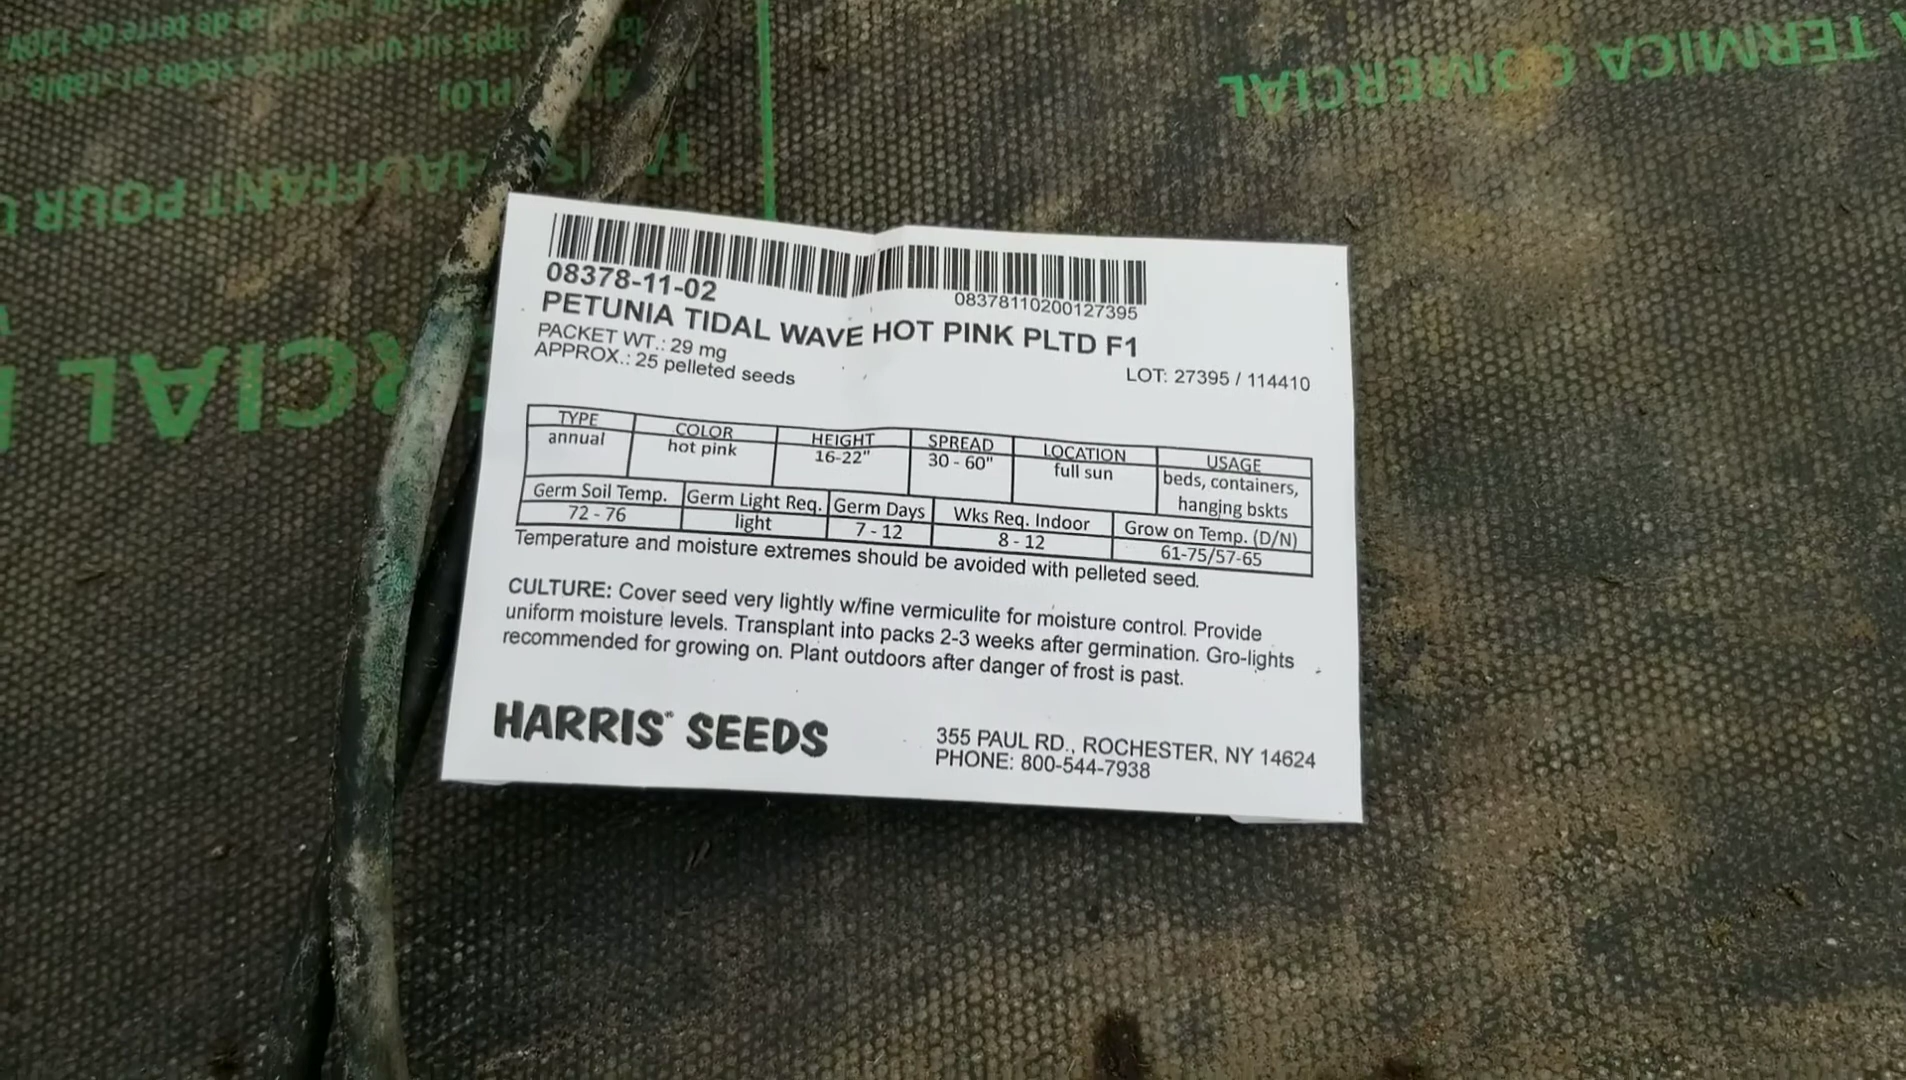 TERMICA COMERCIAL
08378-11-02
08378110200127395
PETUNIA TIDAL WAVE HOT PINK PLTD F1
PACKET WT.: 29 mg
APPROX.: 25 pelleted seeds
LOT: 27395 / 114410
TYPE COLOR HEIGHT SPREAD LOCATION USAGE
annual hot pink 16-22" 30 - 60" full sun beds, containers,
hanging bskts
Germ Soil Temp. Germ Light Req. Germ Days Wks Req. Indoor Grow on Temp. (D/N)
72 - 76 light 7 - 12 8 - 12 61-75/57-65
Temperature and moisture extremes should be avoided with pelleted seed.
CULTURE: Cover seed very lightly w/fine vermiculite for moisture control. Provide
uniform moisture levels. Transplant into packs 2-3 weeks after germination. Gro-lights
recommended for growing on. Plant outdoors after danger of frost is past.
HARRIS® SEEDS
355 PAUL RD., ROCHESTER, NY 14624
PHONE: 800-544-7938